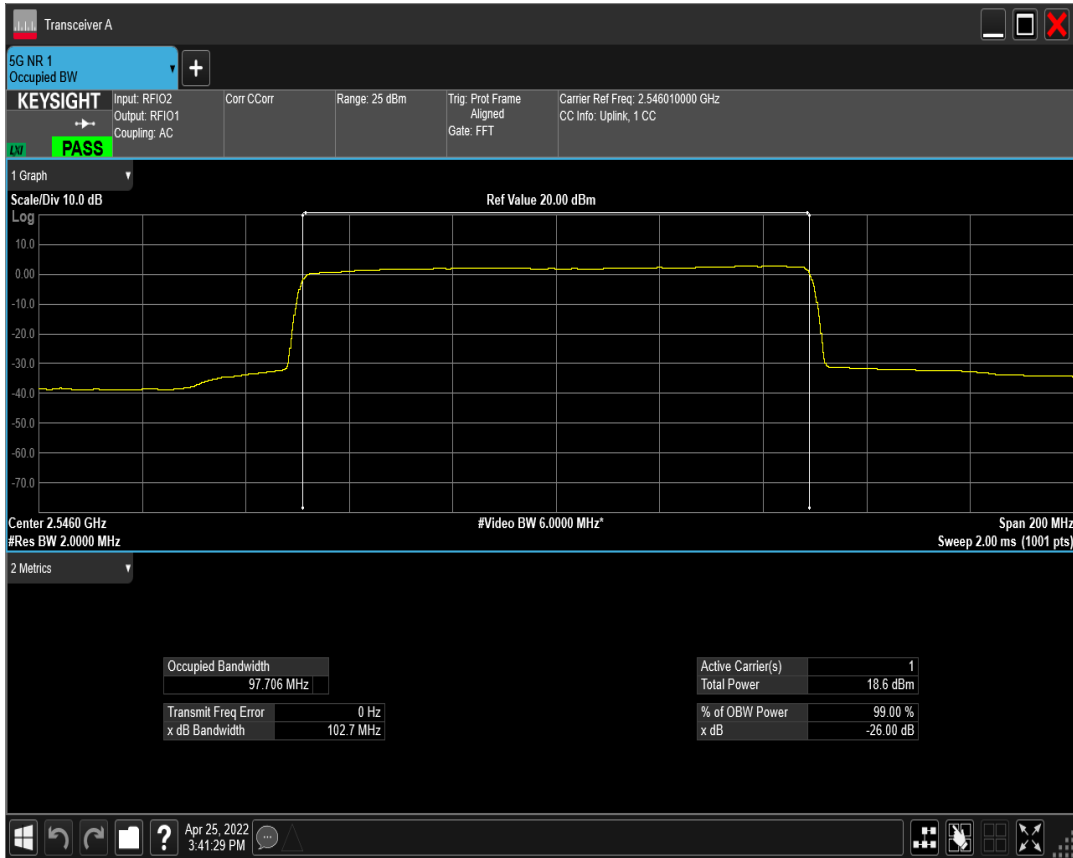 Transceiver A
5G NR 1
Occupied BW
KEYSIGHT
LXI
PASS
Input: RFIO2
Output: RFIO1
Coupling: AC
Corr CCorr
Range: 25 dBm
Trig: Prot Frame
Aligned
Gate: FFT
Carrier Ref Freq: 2.546010000 GHz
CC Info: Uplink, 1 CC
1 Graph
Scale/Div 10.0 dB
Ref Value 20.00 dBm
Log
10.0
0.00
-10.0
-20.0
-30.0
-40.0
-50.0
-60.0
-70.0
Center 2.5460 GHz
#Video BW 6.0000 MHz*
Span 200 MHz
#Res BW 2.0000 MHz
Sweep 2.00 ms (1001 pts)
2 Metrics
Occupied Bandwidth
97.706 MHz
Transmit Freq Error 0 Hz
x dB Bandwidth 102.7 MHz
Active Carrier(s) 1
Total Power 18.6 dBm
% of OBW Power 99.00 %
x dB -26.00 dB
?
Apr 25, 2022
3:41:29 PM